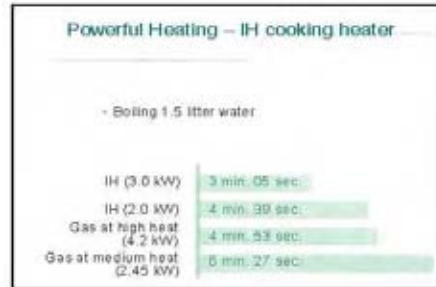 Powerful Heating – IH cooking heater
- Boiling 1.5 litter water
IH (3.0 kW) 3 min. 05 sec.
IH (2.0 kW) 4 min. 39 sec.
Gas at high heat
(4.2 kW) 4 min. 53 sec.
Gas at medium heat
(2.45 kW) 6 min. 27 sec.